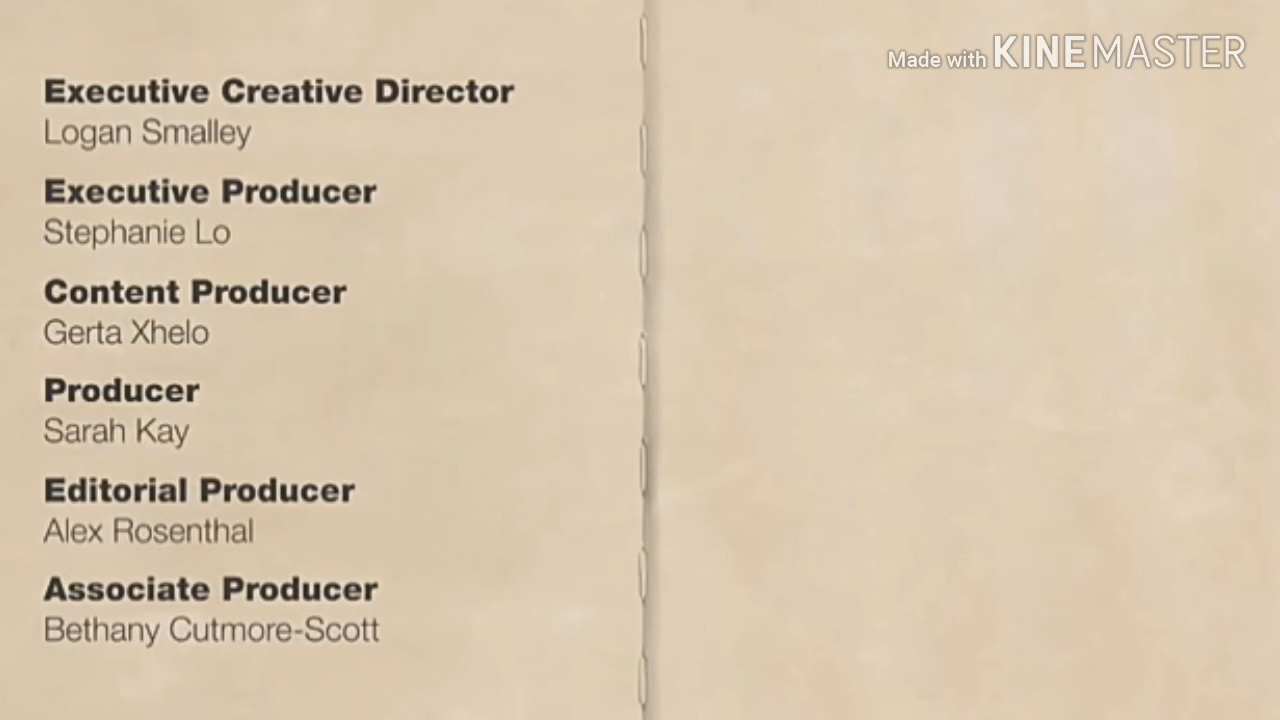 Made with KINEMASTER
Executive Creative Director
Logan Smalley
Executive Producer
Stephanie Lo
Content Producer
Gerta Xhelo
Producer
Sarah Kay
Editorial Producer
Alex Rosenthal
Associate Producer
Bethany Cutmore-Scott